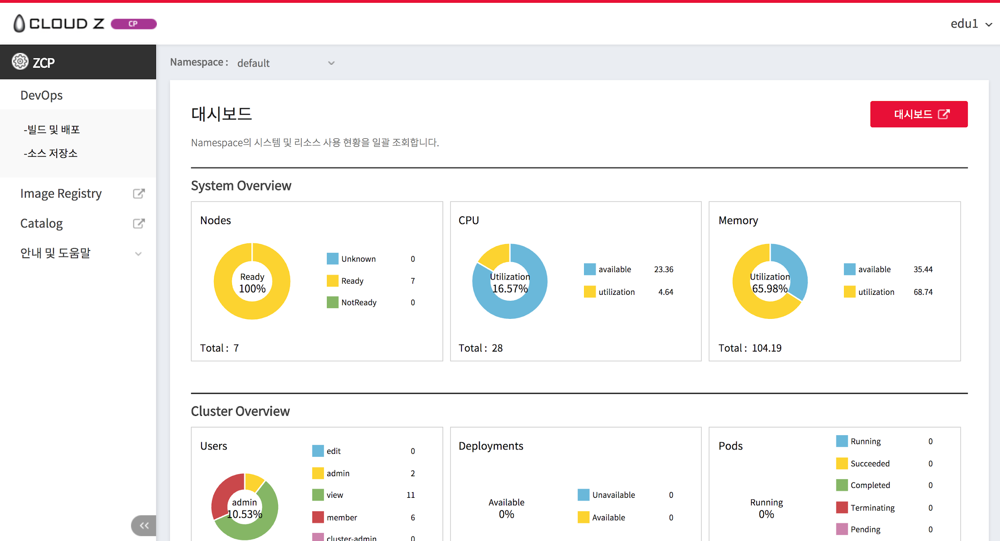 CLOUD Z CP
edu1
ZCP
DevOps
-빌드 및 배포
-소스 저장소
Image Registry
Catalog
안내 및 도움말
Namespace : default
대시보드
대시보드
Namespace의 시스템 및 리소스 사용 현황을 일괄 조회합니다.
System Overview
Nodes
Ready
100%
Unknown 0
Ready 7
NotReady 0
Total : 7
CPU
Utilization
16.57%
available 23.36
utilization 4.64
Total : 28
Memory
Utilization
65.98%
available 35.44
utilization 68.74
Total : 104.19
Cluster Overview
Users
admin
10.53%
edit 0
admin 2
view 11
member 6
cluster-admin 0
Deployments
Available
0%
Unavailable 0
Available 0
Pods
Running
0%
Running 0
Succeeded 0
Completed 0
Terminating 0
Pending 0